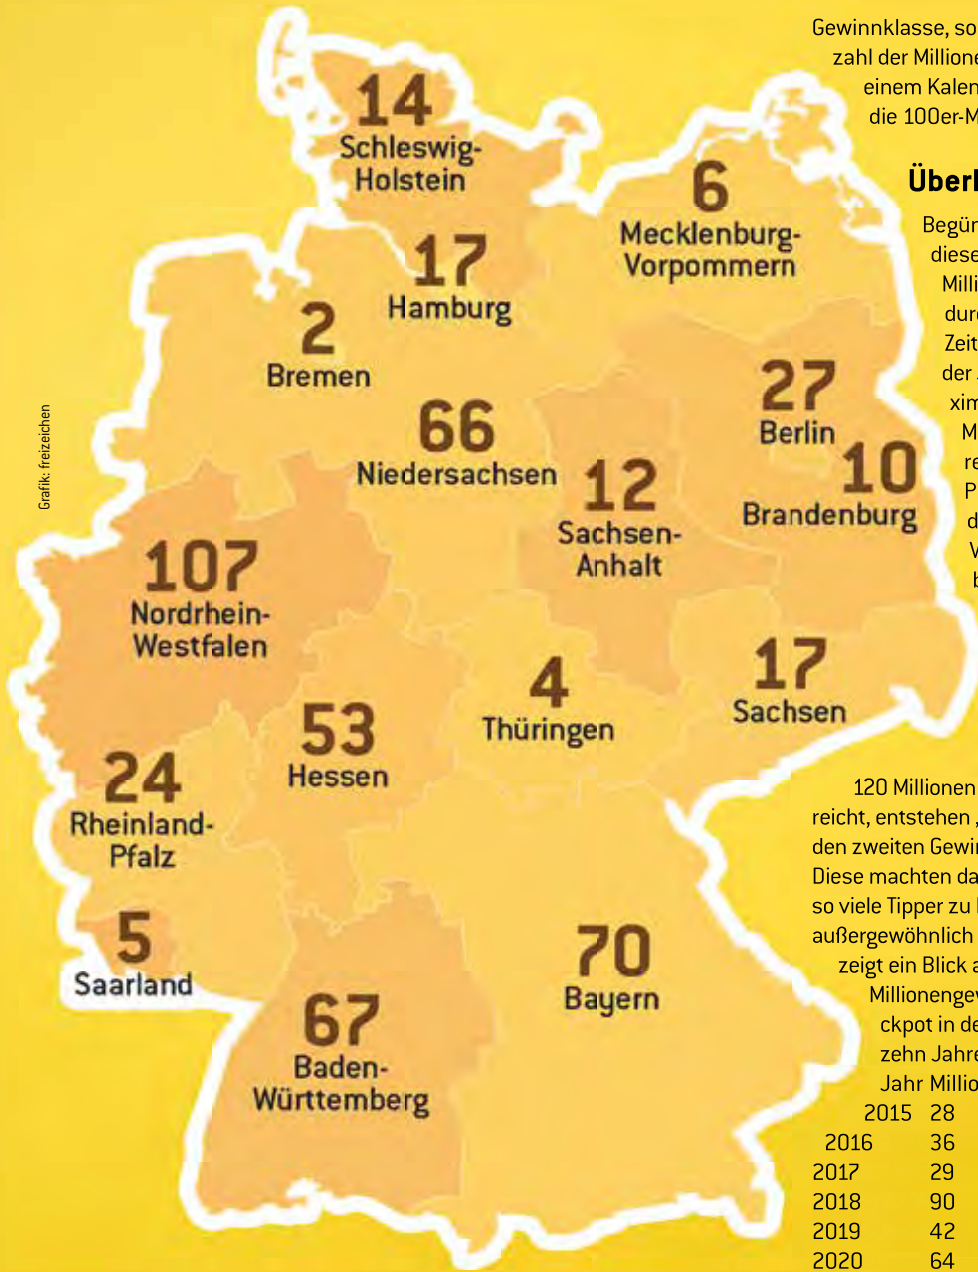 14
Schleswig-
Holstein
6
Mecklenburg-
Vorpommern
17
Hamburg
2
Bremen
27
Berlin
66
Niedersachsen
10
Brandenburg
12
Sachsen-
Anhalt
107
Nordrhein-
Westfalen
17
Sachsen
4
Thüringen
53
Hessen
24
Rheinland-
Pfalz
5
Saarland
70
Bayern
67
Baden-
Württemberg
Grafik: freizeichen
Gewinnklasse, so
zahl der Millione
einem Kalen
die 100er-M
Überl
Begün
diese
Milli
dur
Zeit
der
xim
M
re
P
d
120 Millionen
reicht, entstehen
den zweiten Gewin
Diese machten da
so viele Tipper zu
außergewöhnlich
zeigt ein Blick a
Millionengew
ckpot in de
zehn Jahre
Jahr Millio
2015 28
2016 36
2017 29
2018 90
2019 42
2020 64